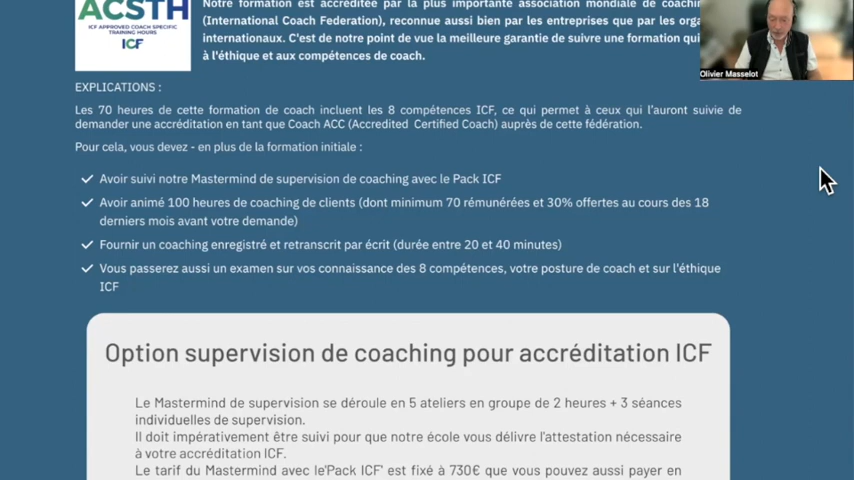 ACSTH
ICF APPROVED COACH SPECIFIC
TRAINING HOURS
ICF
Notre formation est accréditée par la plus importante association mondiale de coachin
(International Coach Federation), reconnue aussi bien par les entreprises que par les orga
internationaux. C'est de notre point de vue la meilleure garantie de suivre une formation qui
à l'éthique et aux compétences de coach.
Olivier Masselot
EXPLICATIONS :
Les 70 heures de cette formation de coach incluent les 8 compétences ICF, ce qui permet à ceux qui l'auront suivie de
demander une accréditation en tant que Coach ACC (Accredited Certified Coach) auprès de cette fédération.
Pour cela, vous devez - en plus de la formation initiale :
Avoir suivi notre Mastermind de supervision de coaching avec le Pack ICF
Avoir animé 100 heures de coaching de clients (dont minimum 70 rémunérées et 30% offertes au cours des 18
derniers mois avant votre demande)
Fournir un coaching enregistré et retranscrit par écrit (durée entre 20 et 40 minutes)
Vous passerez aussi un examen sur vos connaissance des 8 compétences, votre posture de coach et sur l'éthique
ICF
Option supervision de coaching pour accréditation ICF
Le Mastermind de supervision se déroule en 5 ateliers en groupe de 2 heures + 3 séances
individuelles de supervision.
Il doit impérativement être suivi pour que notre école vous délivre l'attestation nécessaire
à votre accréditation ICF.
Le tarif du Mastermind avec le'Pack ICF' est fixé à 730€ que vous pouvez aussi payer en